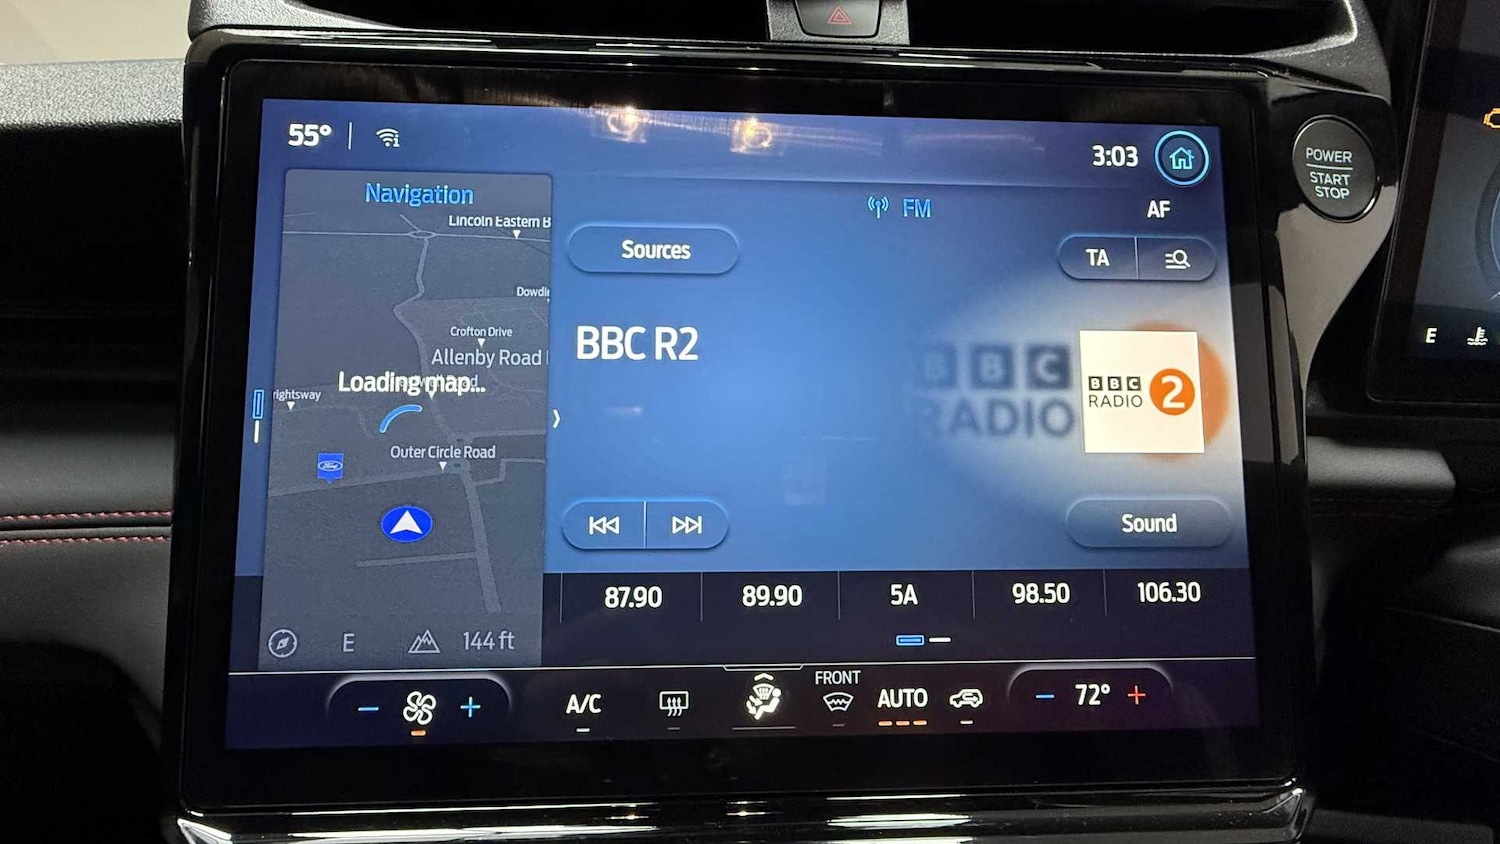 55°
3:03
POWER
START
STOP
Navigation
FM
AF
Lincoln Eastern B
Sources
TA
Dowdi
Crofton Drive
Allenby Road
BBC R2
BBC
RADIO
BBC
RADIO 2
Loading map...
rightsway
E
Outer Circle Road
Ford
Sound
87.90
89.90
5A
98.50
106.30
E
144 ft
FRONT
A/C
AUTO
72°